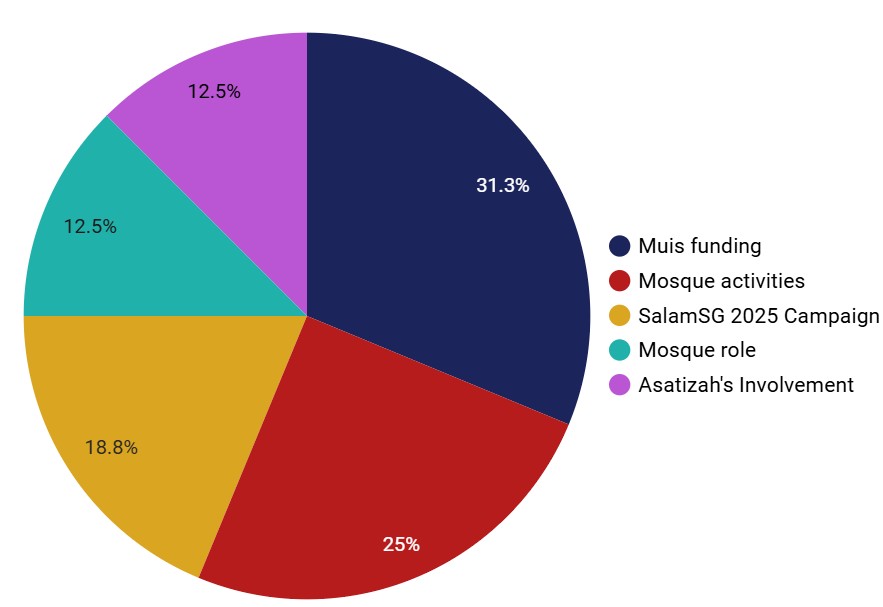 12.5%
31.3%
12.5%
Muis funding
Mosque activities
SalamSG 2025 Campaign
Mosque role
Asatizah's Involvement
18.8%
25%